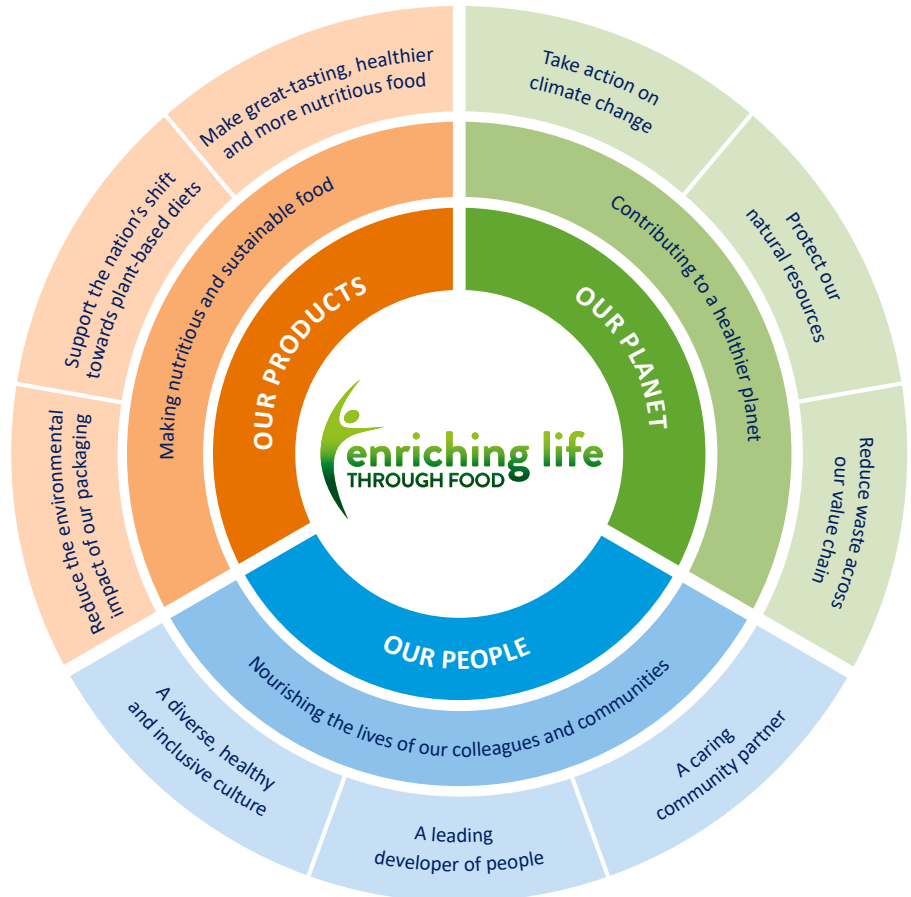 enriching life
THROUGH FOOD
OUR PRODUCTS
Making nutritious and sustainable food
Make great-tasting, healthier
and more nutritious food
Support the nation’s shift
towards plant-based diets
Reduce the environmental
impact of our packaging
OUR PLANET
Contributing to a healthier planet
Take action on
climate change
Protect our
natural resources
Reduce waste across
our value chain
OUR PEOPLE
Nourishing the lives of our colleagues and communities
A diverse, healthy
and inclusive culture
A leading
developer of people
A caring
community partner